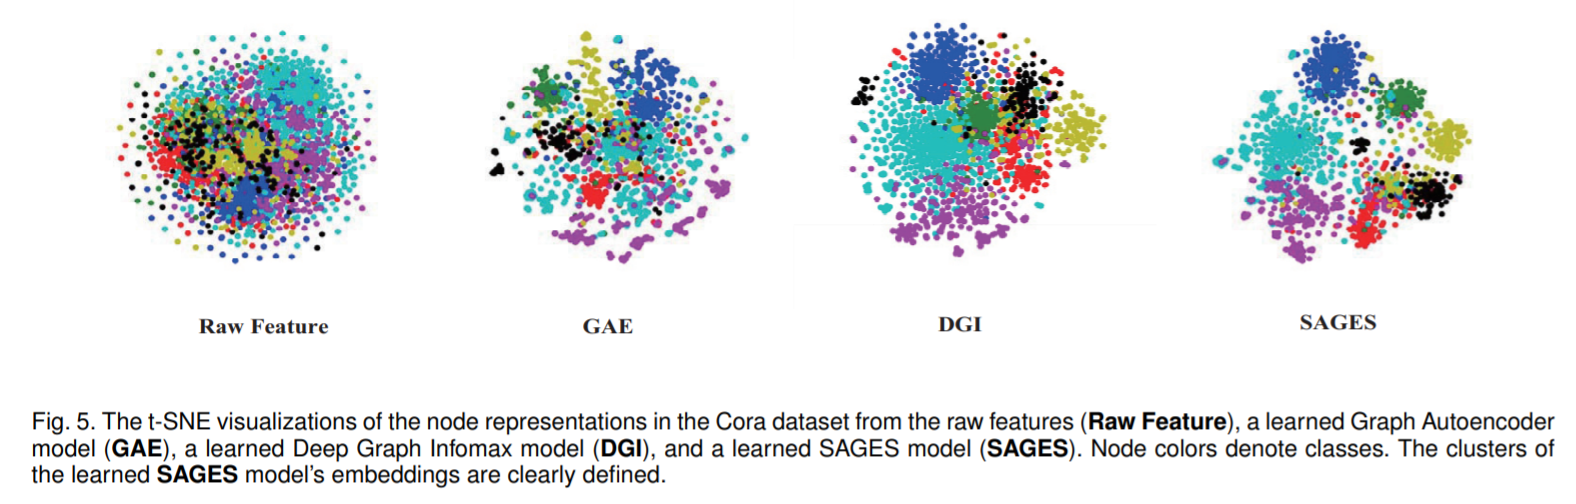 Raw Feature
GAE
DGI
SAGES
Fig. 5. The t-SNE visualizations of the node representations in the Cora dataset from the raw features (Raw Feature), a learned Graph Autoencoder
model (GAE), a learned Deep Graph Infomax model (DGI), and a learned SAGES model (SAGES). Node colors denote classes. The clusters of
the learned SAGES model's embeddings are clearly defined.